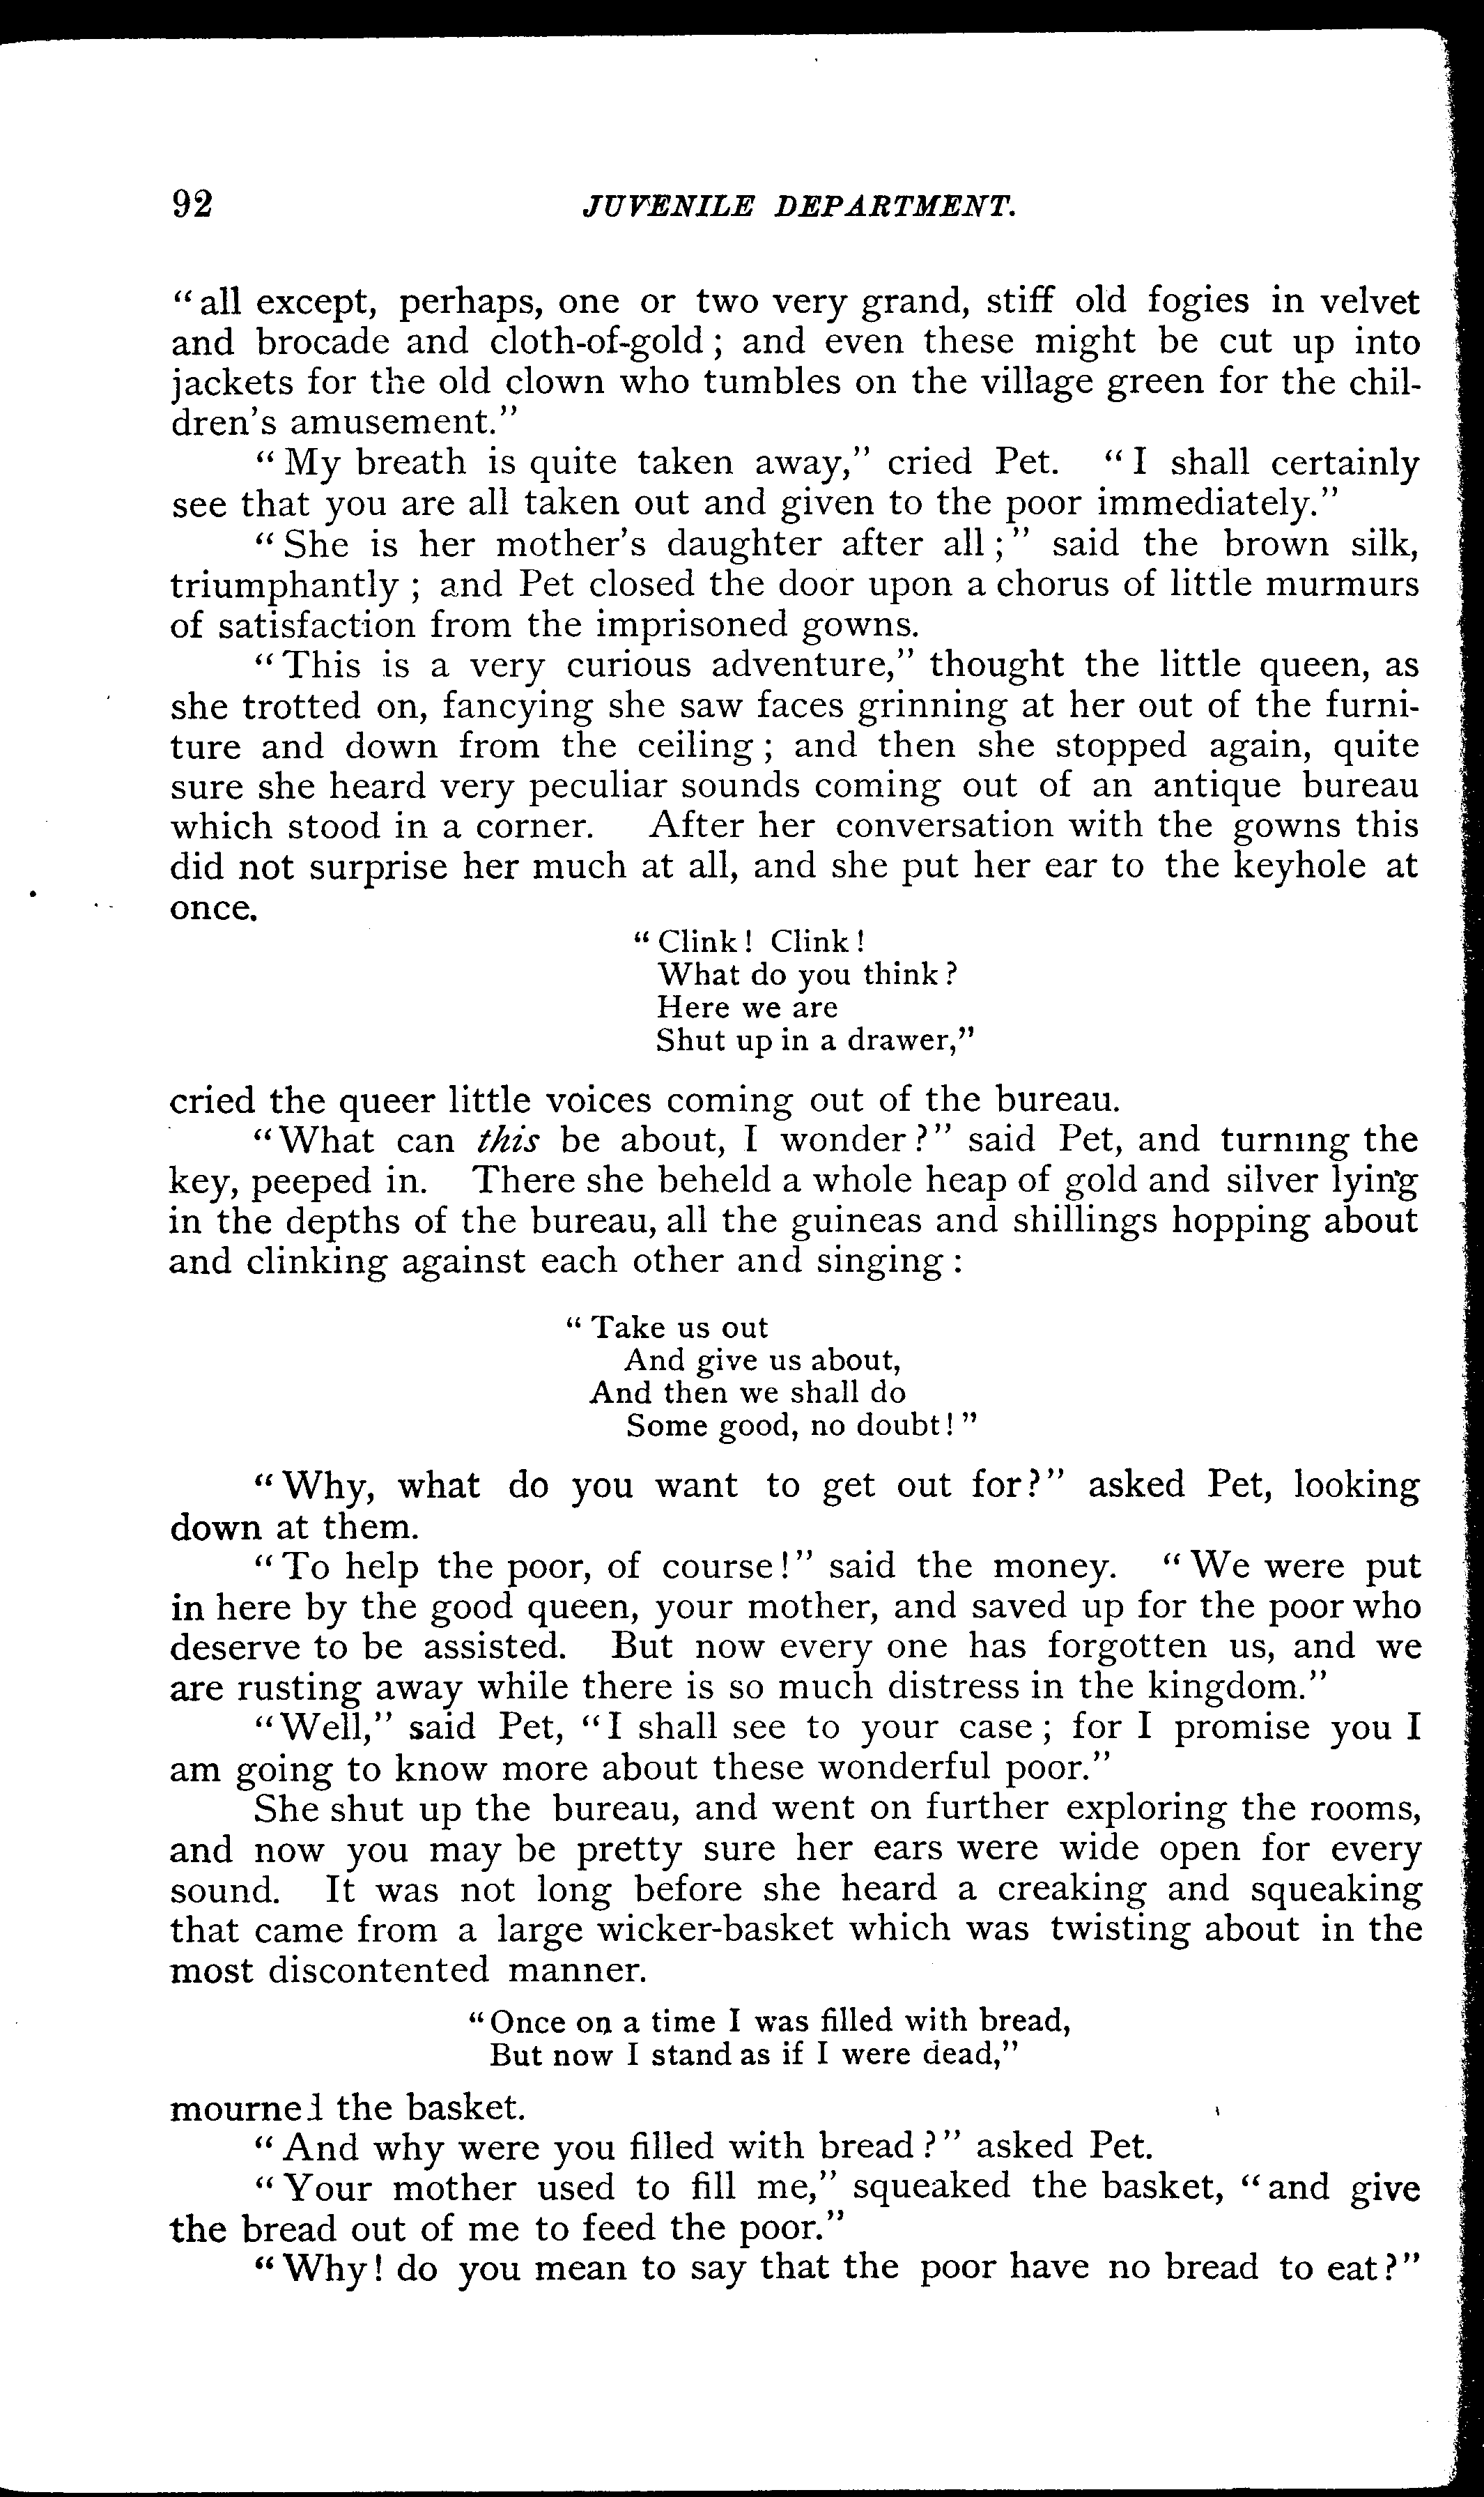 92 JUVENILE DEPARTMENT.
“all except, perhaps, one or two very grand, stiff old fogies in velvet
and brocade and cloth-of-gold; and even these might be cut up into
jackets for the old clown who tumbles on the village green for the chil-
dren's amusement.”
“My breath is quite taken away,” cried Pet. “I shall certainly
see that you are all taken out and given to the poor immediately.”
“She is her mother's daughter after all;” said the brown silk,
triumphantly; and Pet closed the door upon a chorus of little murmurs
of satisfaction from the imprisoned gowns.
“This is a very curious adventure,” thought the little queen, as
she trotted on, fancying she saw faces grinning at her out of the furni-
ture and down from the ceiling; and then she stopped again, quite
sure she heard very peculiar sounds coming out of an antique bureau
which stood in a corner. After her conversation with the gowns this
did not surprise her much at all, and she put her ear to the keyhole at
once.
“Clink! Clink!
What do you think?
Here we are
Shut up in a drawer,”
cried the queer little voices coming out of the bureau.
“What can this be about, I wonder?” said Pet, and turning the
key, peeped in. There she beheld a whole heap of gold and silver lying
in the depths of the bureau, all the guineas and shillings hopping about
and clinking against each other and singing:
“Take us out
And give us about,
And then we shall do
Some good, no doubt!”
“Why, what do you want to get out for?” asked Pet, looking
down at them.
“To help the poor, of course!” said the money. “We were put
in here by the good queen, your mother, and saved up for the poor who
deserve to be assisted. But now every one has forgotten us, and we
are rusting away while there is so much distress in the kingdom.”
“Well,” said Pet, “I shall see to your case; for I promise you I
am going to know more about these wonderful poor.”
She shut up the bureau, and went on further exploring the rooms,
and now you may be pretty sure her ears were wide open for every
sound. It was not long before she heard a creaking and squeaking
that came from a large wicker-basket which was twisting about in the
most discontented manner.
“Once on a time I was filled with bread,
But now I stand as if I were dead,”
mourned the basket.
“And why were you filled with bread?” asked Pet.
“Your mother used to fill me,” squeaked the basket, “and give
the bread out of me to feed the poor.”
“Why! do you mean to say that the poor have no bread to eat?”